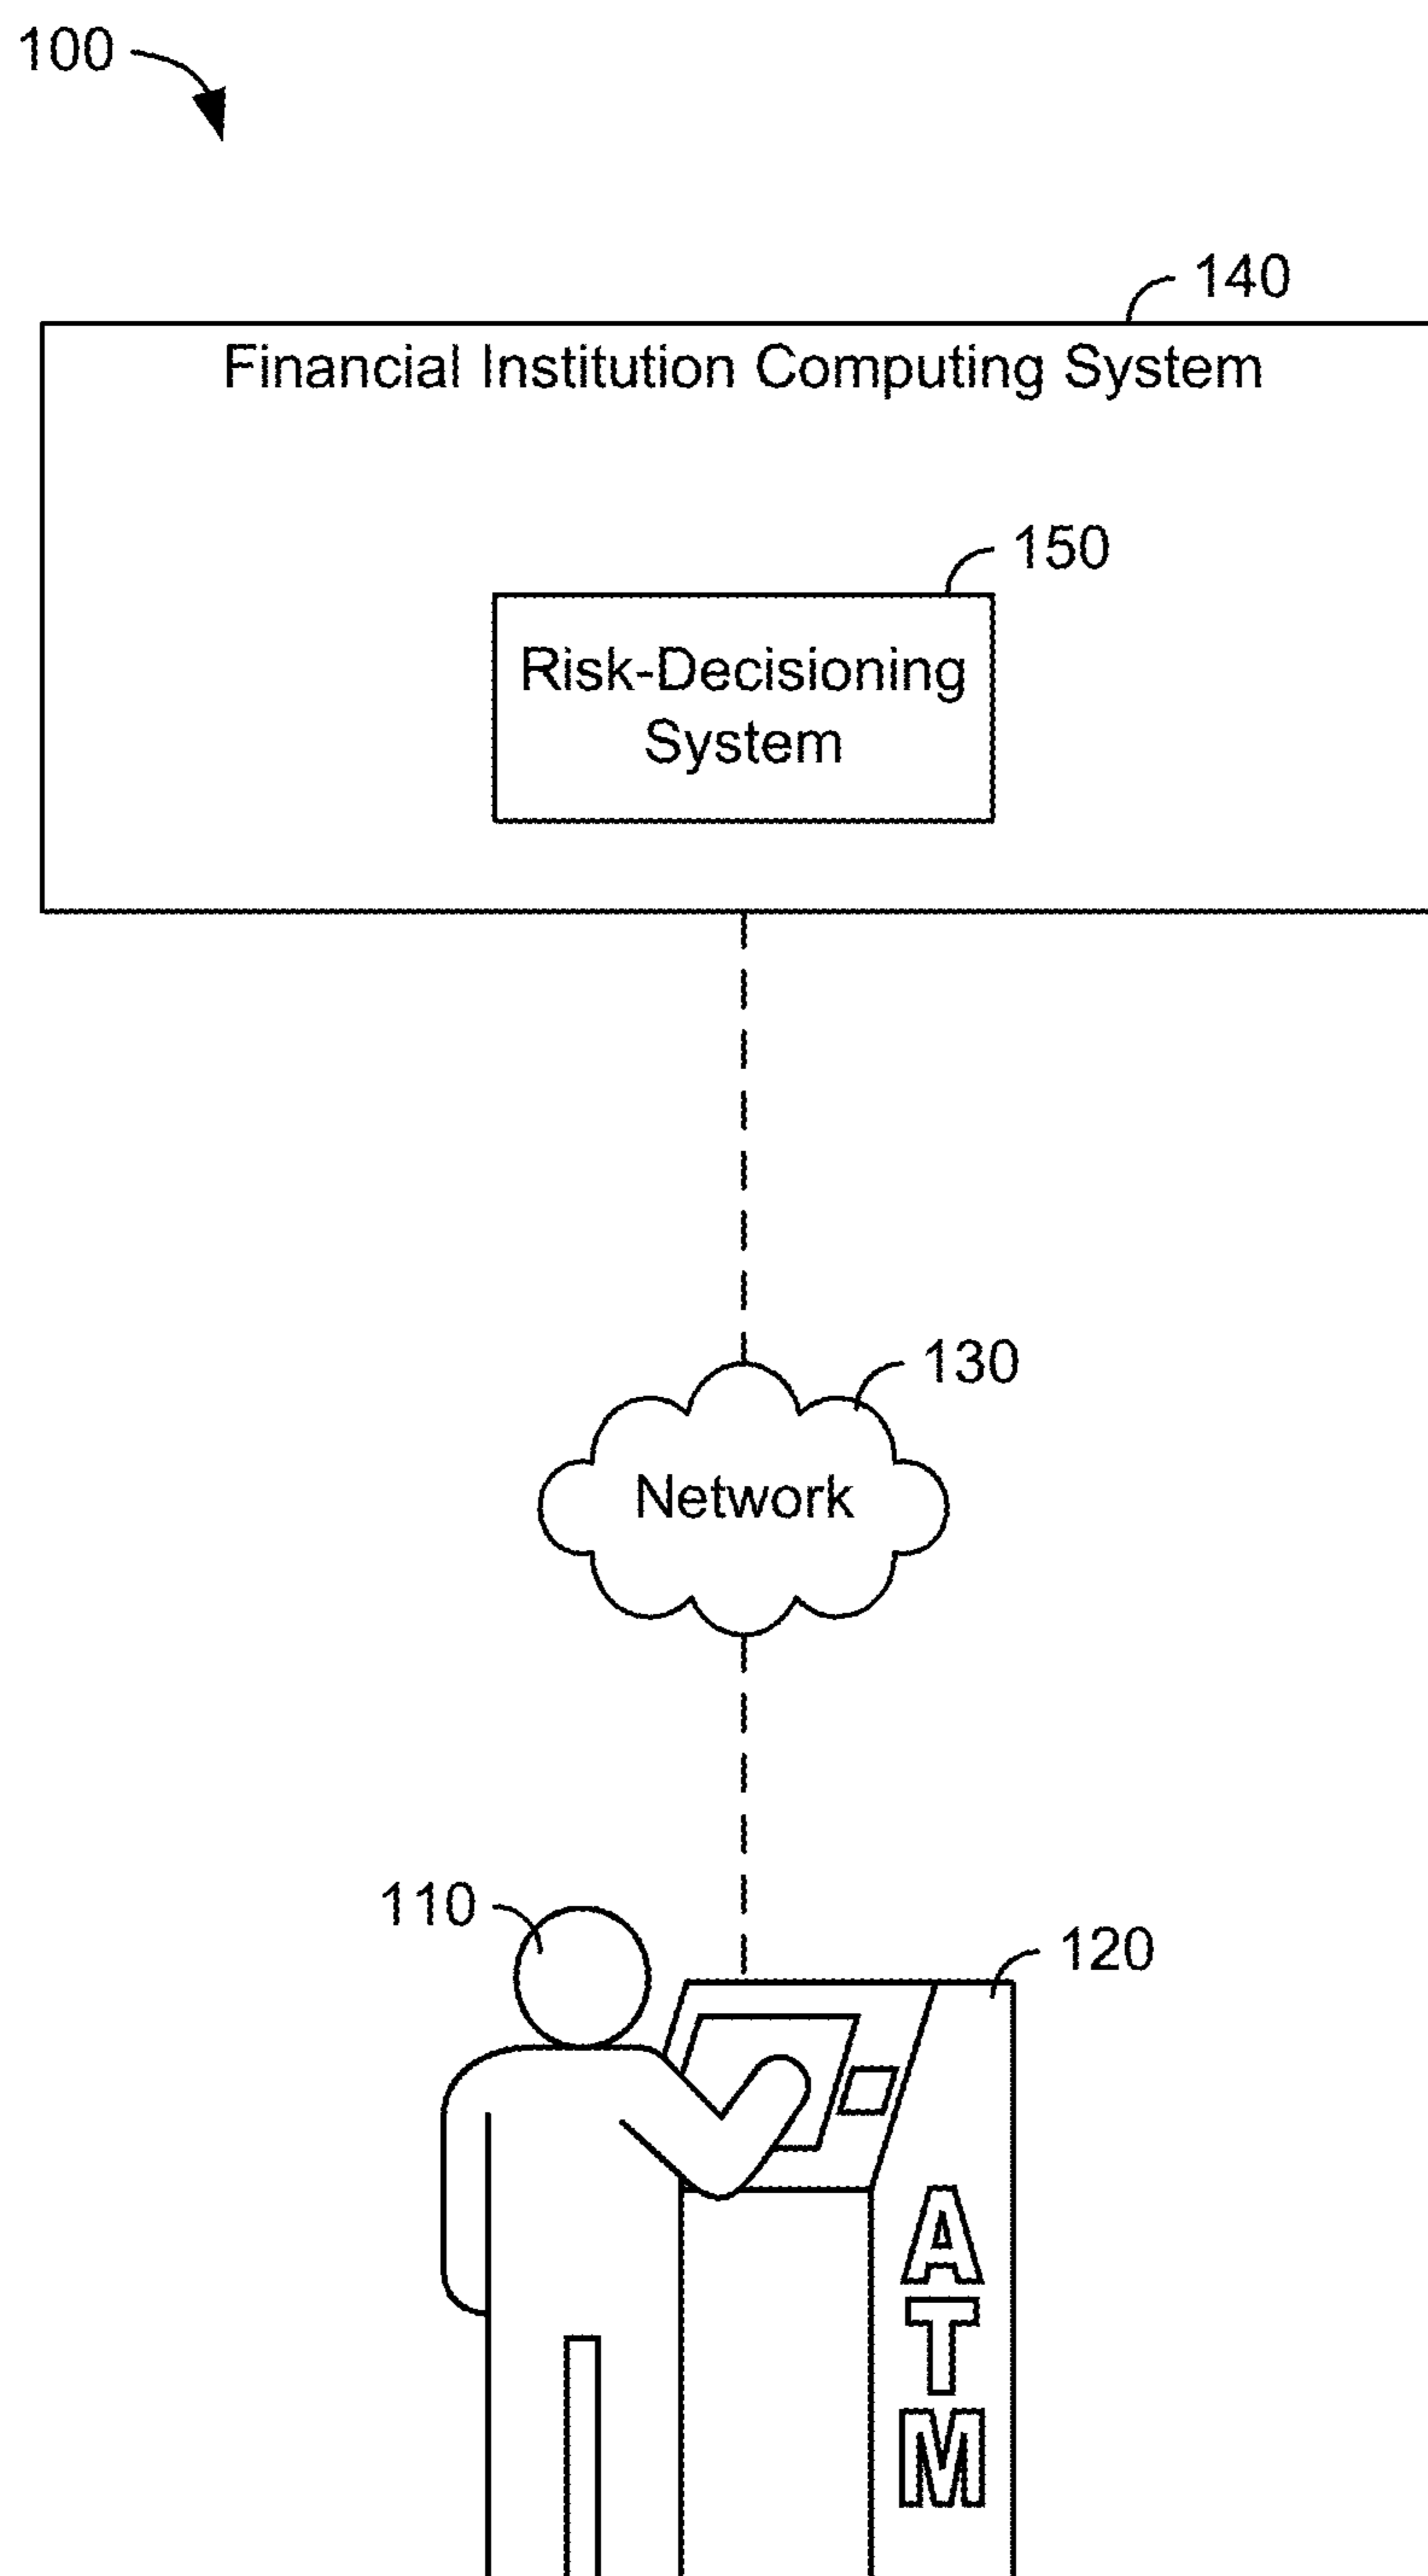 100
140
Financial Institution Computing System
150
Risk-Decisioning
System
130
Network
110
120
A
T
M